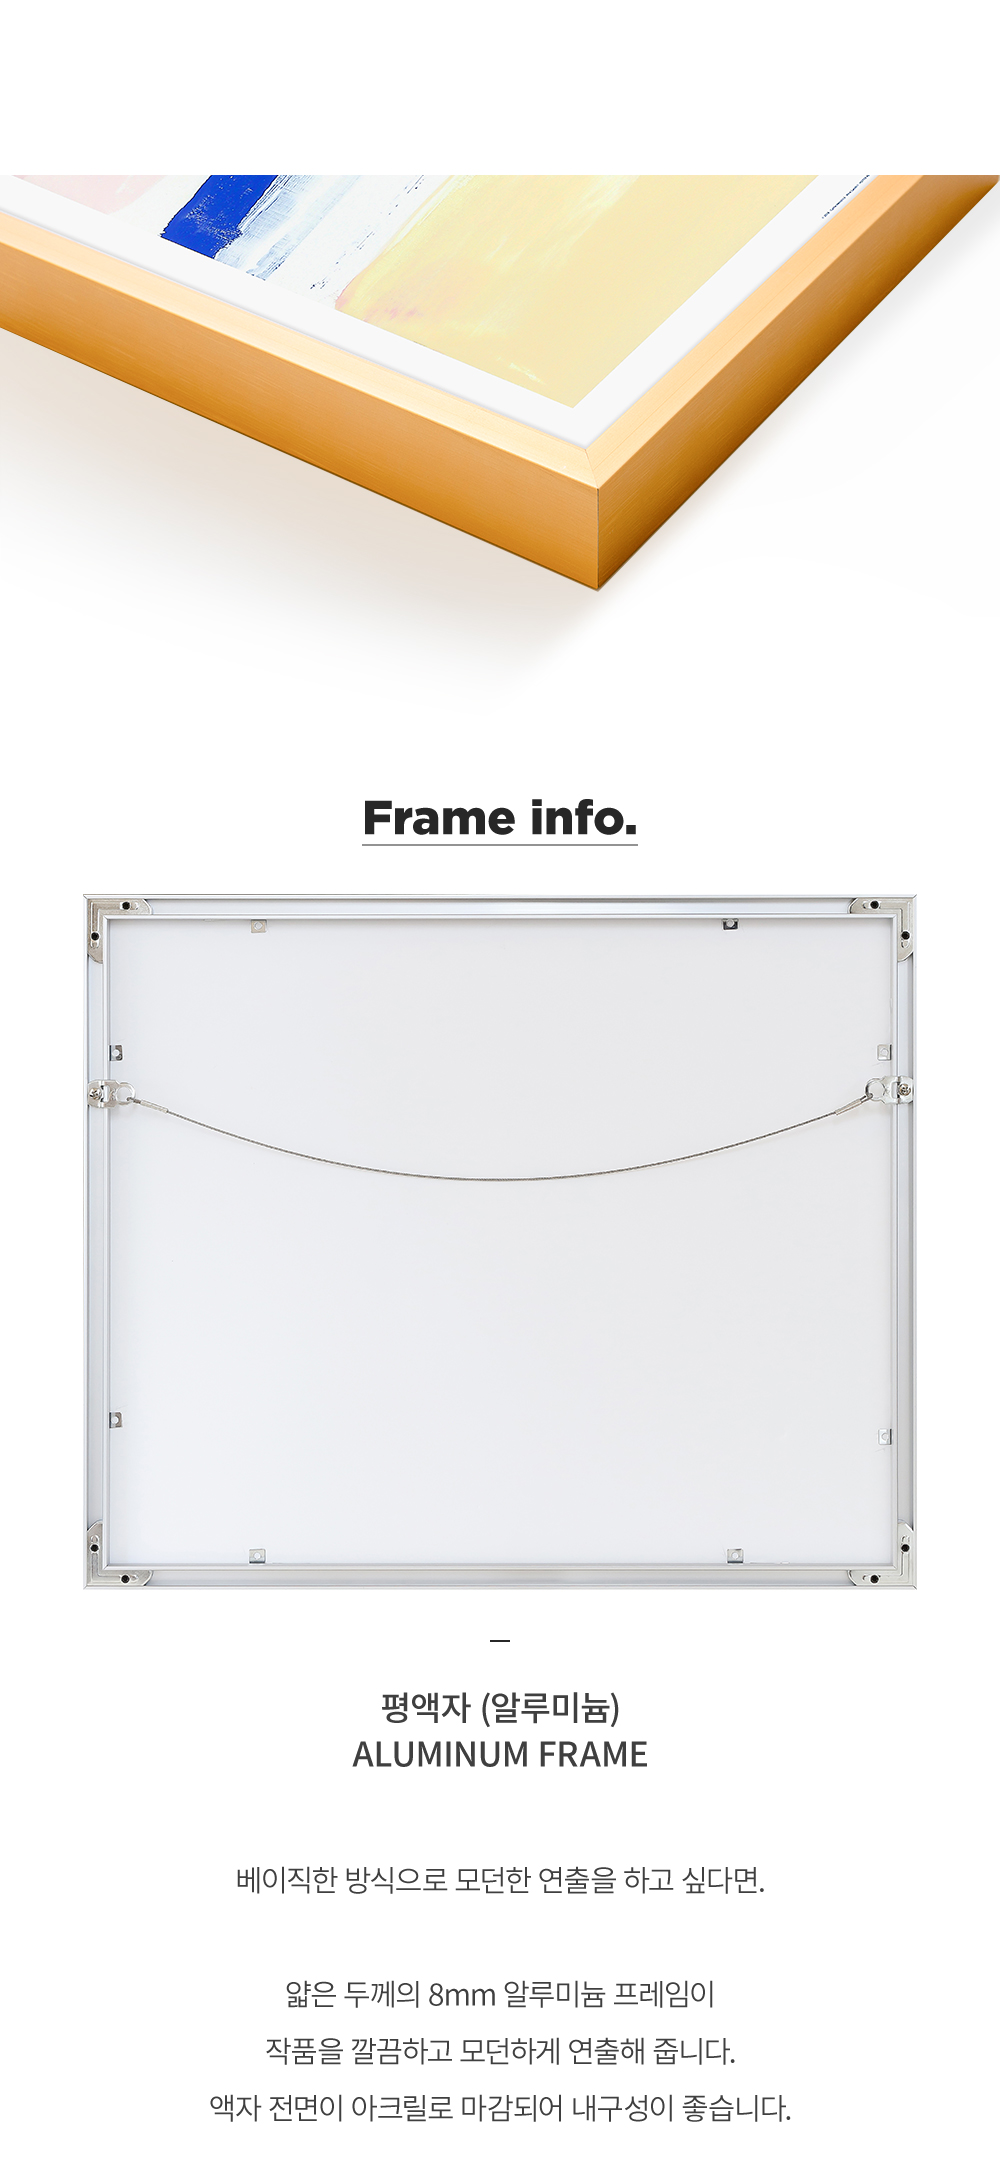 Frame info.
평액자 (알루미늄)
ALUMINUM FRAME
베이직한 방식으로 모던한 연출을 하고 싶다면.
얇은 두께의 8mm 알루미늄 프레임이
작품을 깔끔하고 모던하게 연출해 줍니다.
액자 전면이 아크릴로 마감되어 내구성이 좋습니다.